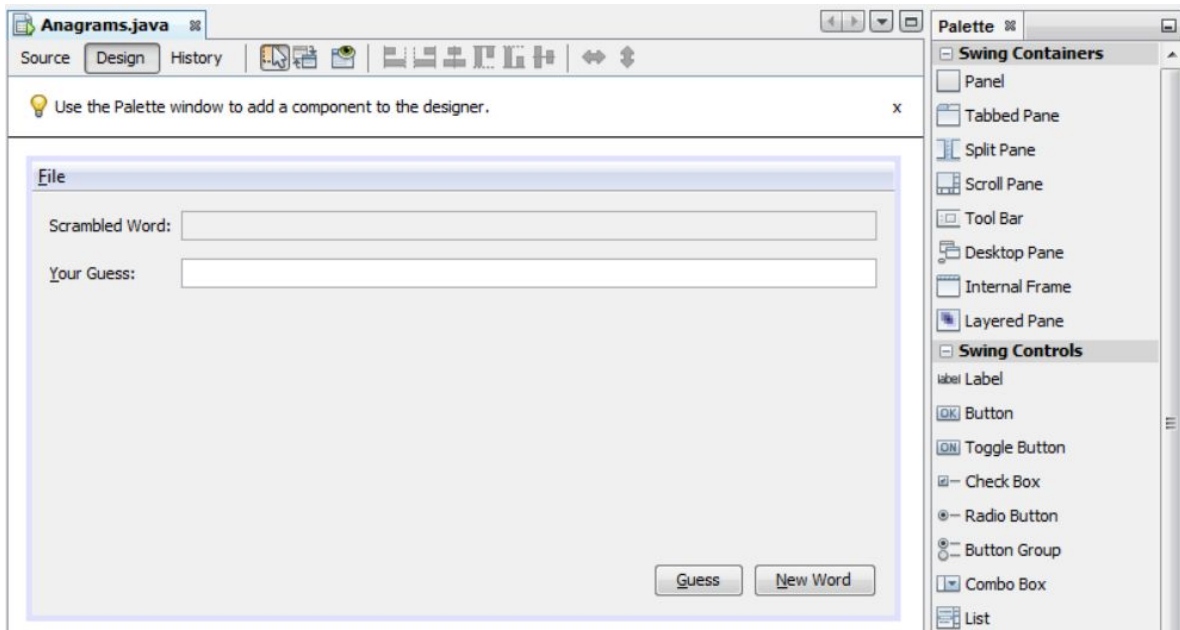 Anagrams.java
Source Design History
Use the Palette window to add a component to the designer. x
File
Scrambled Word:
Your Guess:
Guess New Word
Palette
Swing Containers
Panel
Tabbed Pane
Split Pane
Scroll Pane
Tool Bar
Desktop Pane
Internal Frame
Layered Pane
Swing Controls
label Label
OK Button
ON Toggle Button
Check Box
Radio Button
Button Group
Combo Box
List